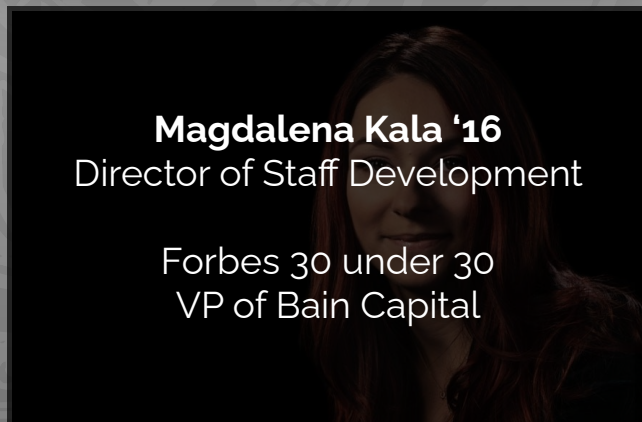 Magdalena Kala ‘16
Director of Staff Development
Forbes 30 under 30
VP of Bain Capital